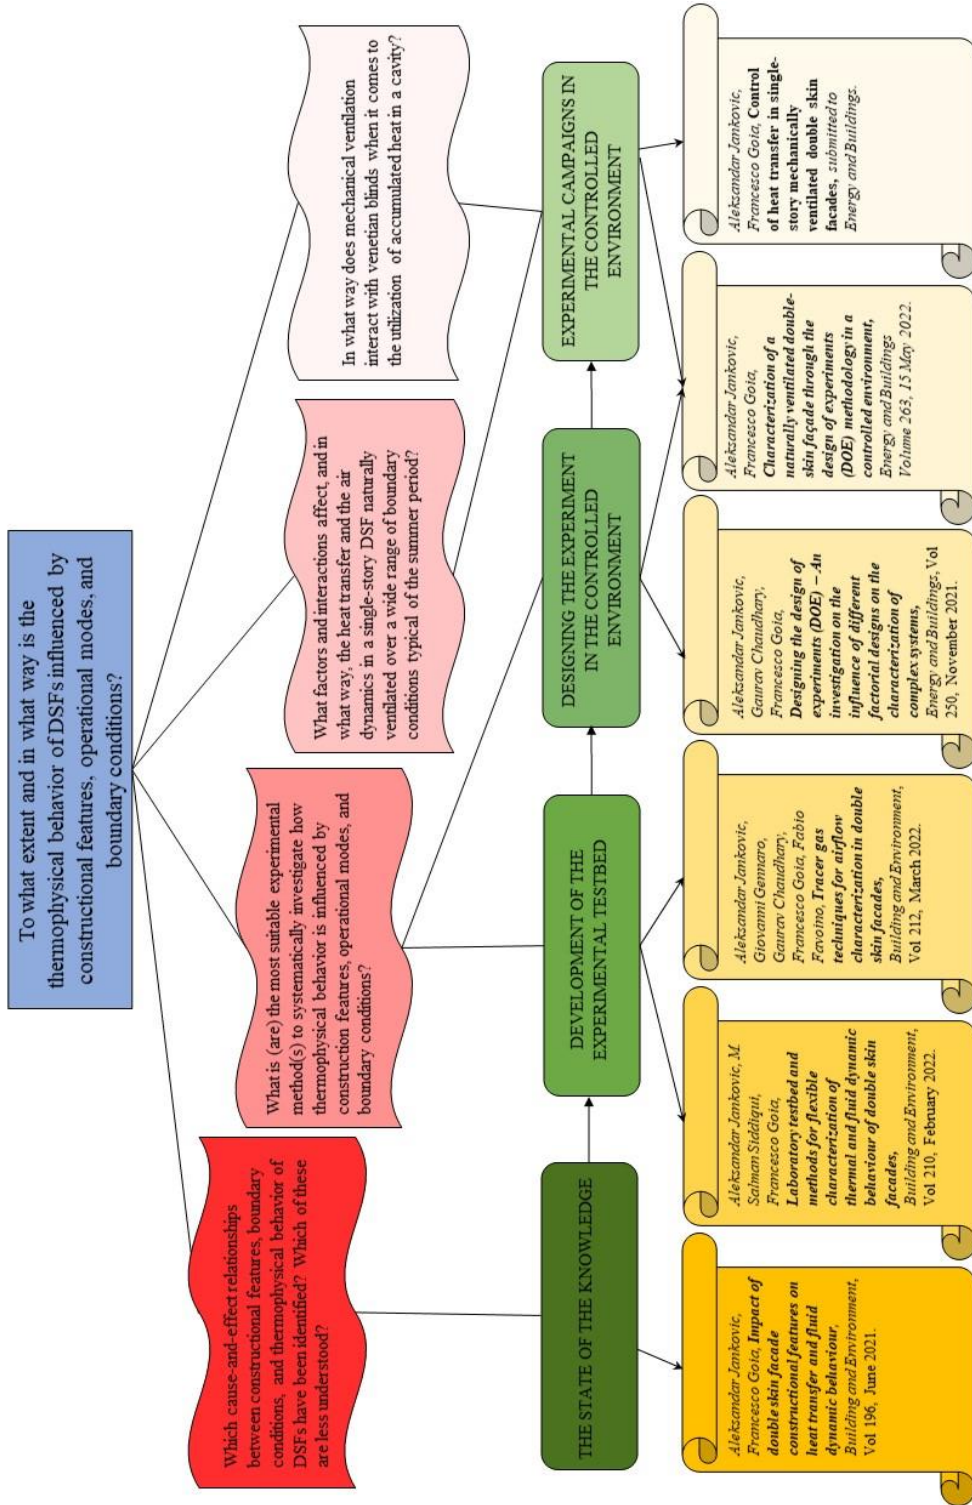 To what extent and in what way is the
thermophysical behavior of DSFs influenced by
constructional features, operational modes, and
boundary conditions?
Which cause-and-effect relationships
between constructional features, boundary
conditions, and thermophysical behavior of
DSFs have been identified? Which of these
are less understood?
What is (are) the most suitable experimental
method(s) to systematically investigate how
thermophysical behavior is influenced by
construction features, operational modes, and
boundary conditions?
What factors and interactions affect, and in
what way, the heat transfer and the air
dynamics in a single-story DSF naturally
ventilated over a wide range of boundary
conditions typical of the summer period?
In what way does mechanical ventilation
interact with venetian blinds when it comes to
the utilization of accumulated heat in a cavity?
THE STATE OF THE KNOWLEDGE
DEVELOPMENT OF THE
EXPERIMENTAL TESTBED
DESIGNING THE EXPERIMENT
IN THE CONTROLLED
ENVIRONMENT
EXPERIMENTAL CAMPAIGNS IN
THE CONTROLLED
ENVIRONMENT
Aleksandar Jankovic,
Francesco Goia, Impact of
double skin facade
constructional features on
heat transfer and fluid
dynamic behaviour,
Building and Environment,
Vol 196, June 2021.
Aleksandar Jankovic, M.
Salman Siddiqui,
Francesco Goia,
Laboratory testbed and
methods for flexible
characterization of
thermal and fluid dynamic
behaviour of double skin
facades,
Building and Environment,
Vol 210, February 2022.
Aleksandar Jankovic,
Giovanni Gennaro,
Gaurav Chaudhary,
Francesco Goia, Fabio
Favoino, Tracer gas
techniques for airflow
characterization in double
skin facades,
Building and Environment,
Vol 212, March 2022.
Aleksandar Jankovic,
Gaurav Chaudhary,
Francesco Goia,
Designing the design of
experiments (DOE) – An
investigation on the
influence of different
factorial designs on the
characterization of
complex systems,
Energy and Buildings, Vol
250, November 2021.
Aleksandar Jankovic,
Francesco Goia,
Characterization of a
naturally ventilated double-
skin façade through the
design of experiments
(DOE) methodology in a
controlled environment,
Energy and Buildings
Volume 263, 15 May 2022.
Aleksandar Jankovic,
Francesco Goia, Control
of heat transfer in single-
story mechanically
ventilated double skin
facades, submitted to
Energy and Buildings.